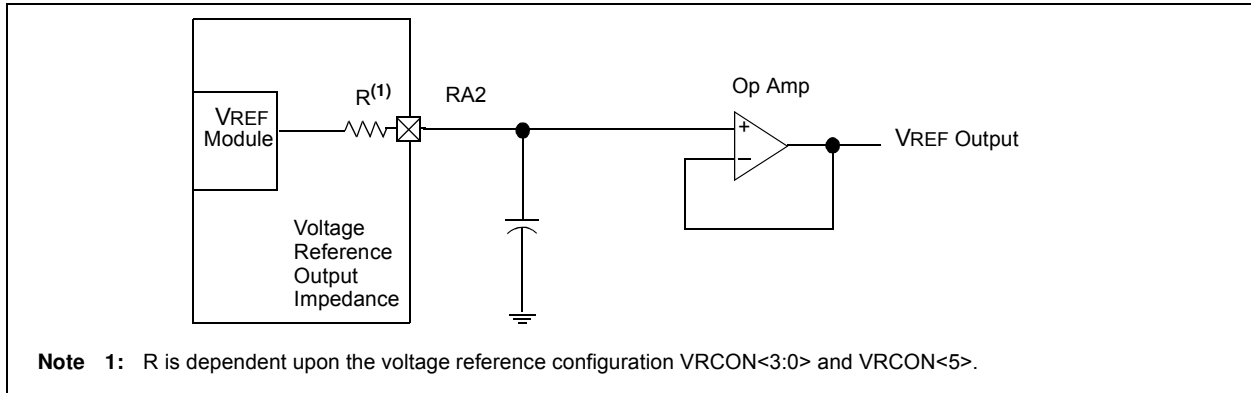 Op Amp
R(1)
RA2
VREF
Module
+
–
VREF Output
Voltage
Reference
Output
Impedance
Note 1: R is dependent upon the voltage reference configuration VRCON<3:0> and VRCON<5>.